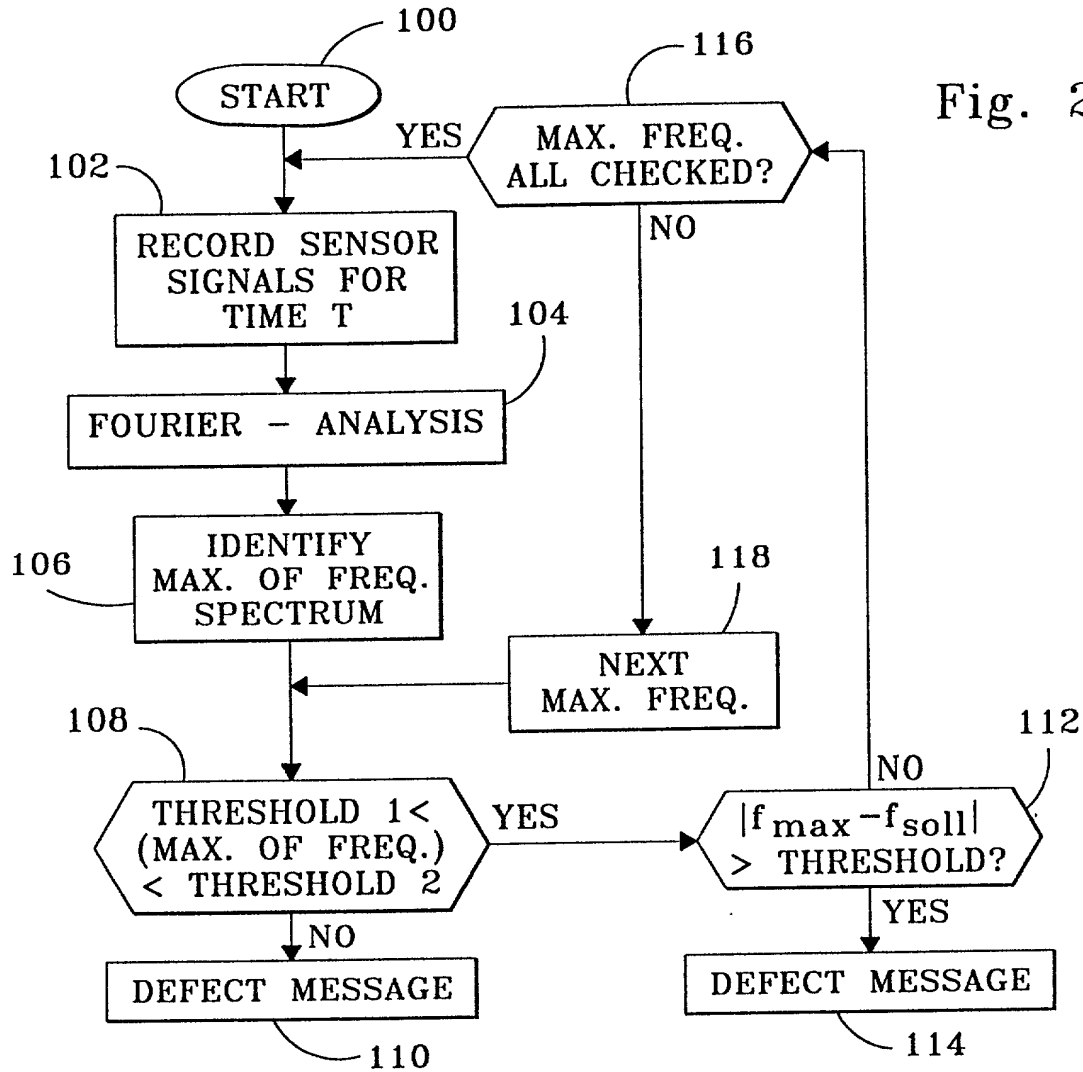 100
START
116
MAX. FREQ.
ALL CHECKED?
Fig. 2
YES
NO
102
RECORD SENSOR
SIGNALS FOR
TIME T
104
FOURIER - ANALYSIS
106
IDENTIFY
MAX. OF FREQ.
SPECTRUM
118
NEXT
MAX. FREQ.
108
THRESHOLD 1<
(MAX. OF FREQ.)
< THRESHOLD 2
YES
NO
DEFECT MESSAGE
110
112
NO
|fmax-fsoll|
> THRESHOLD?
YES
DEFECT MESSAGE
114